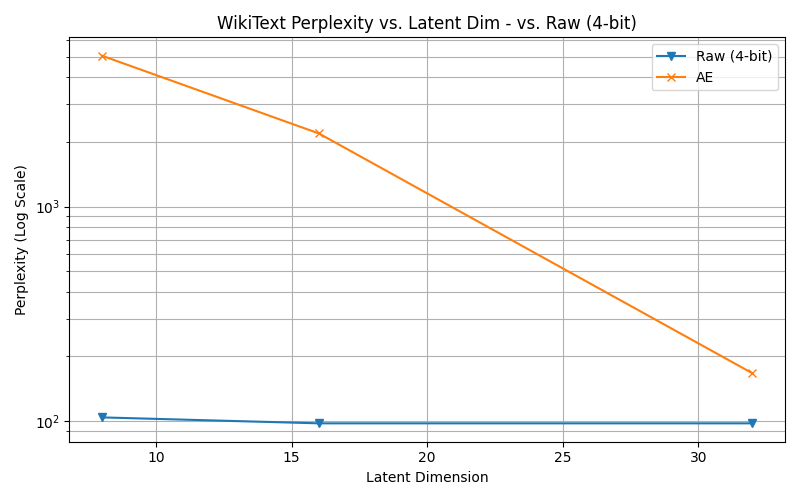 WikiText Perplexity vs. Latent Dim - vs. Raw (4-bit)
Raw (4-bit)
AE
Perplexity (Log Scale)
10³
10²
10 15 20 25 30
Latent Dimension